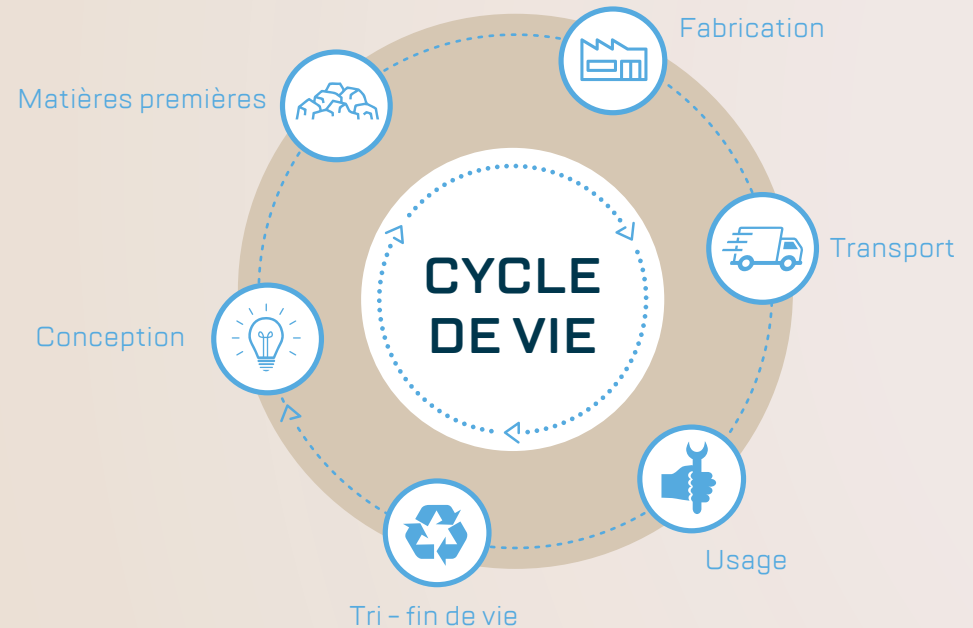 Fabrication
Matières premières
Transport
CYCLE
DE VIE
Conception
Usage
Tri – fin de vie